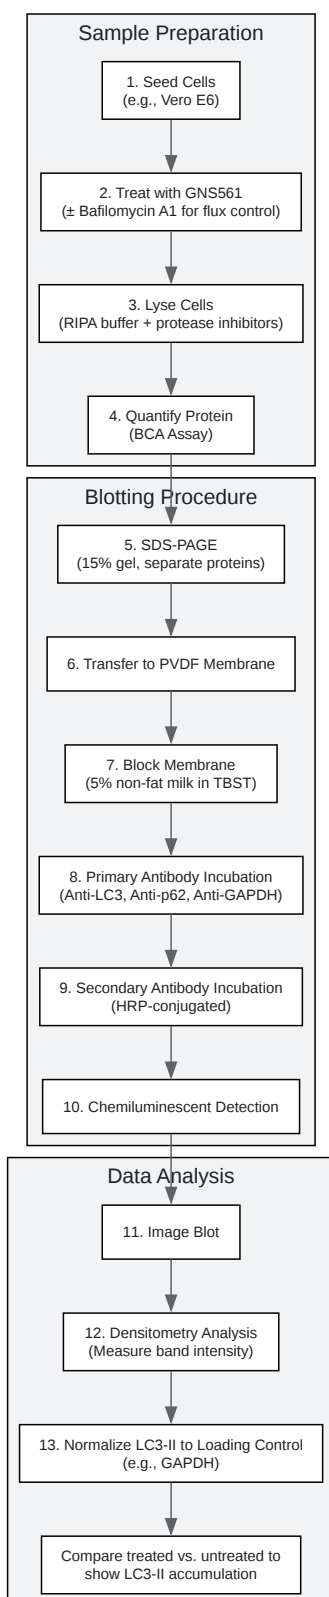 Sample Preparation
1. Seed Cells
(e.g., Vero E6)
2. Treat with GNS561
(± Bafilomycin A1 for flux control)
3. Lyse Cells
(RIPA buffer + protease inhibitors)
4. Quantify Protein
(BCA Assay)
Blotting Procedure
5. SDS-PAGE
(15% gel, separate proteins)
6. Transfer to PVDF Membrane
7. Block Membrane
(5% non-fat milk in TBST)
8. Primary Antibody Incubation
(Anti-LC3, Anti-p62, Anti-GAPDH)
9. Secondary Antibody Incubation
(HRP-conjugated)
10. Chemiluminescent Detection
Data Analysis
11. Image Blot
12. Densitometry Analysis
(Measure band intensity)
13. Normalize LC3-II to Loading Control
(e.g., GAPDH)
Compare treated vs. untreated to
show LC3-II accumulation